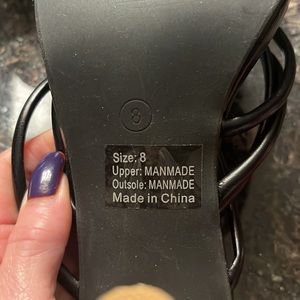 8
Size: 8
Upper: MANMADE
Outsole: MANMADE
Made in China